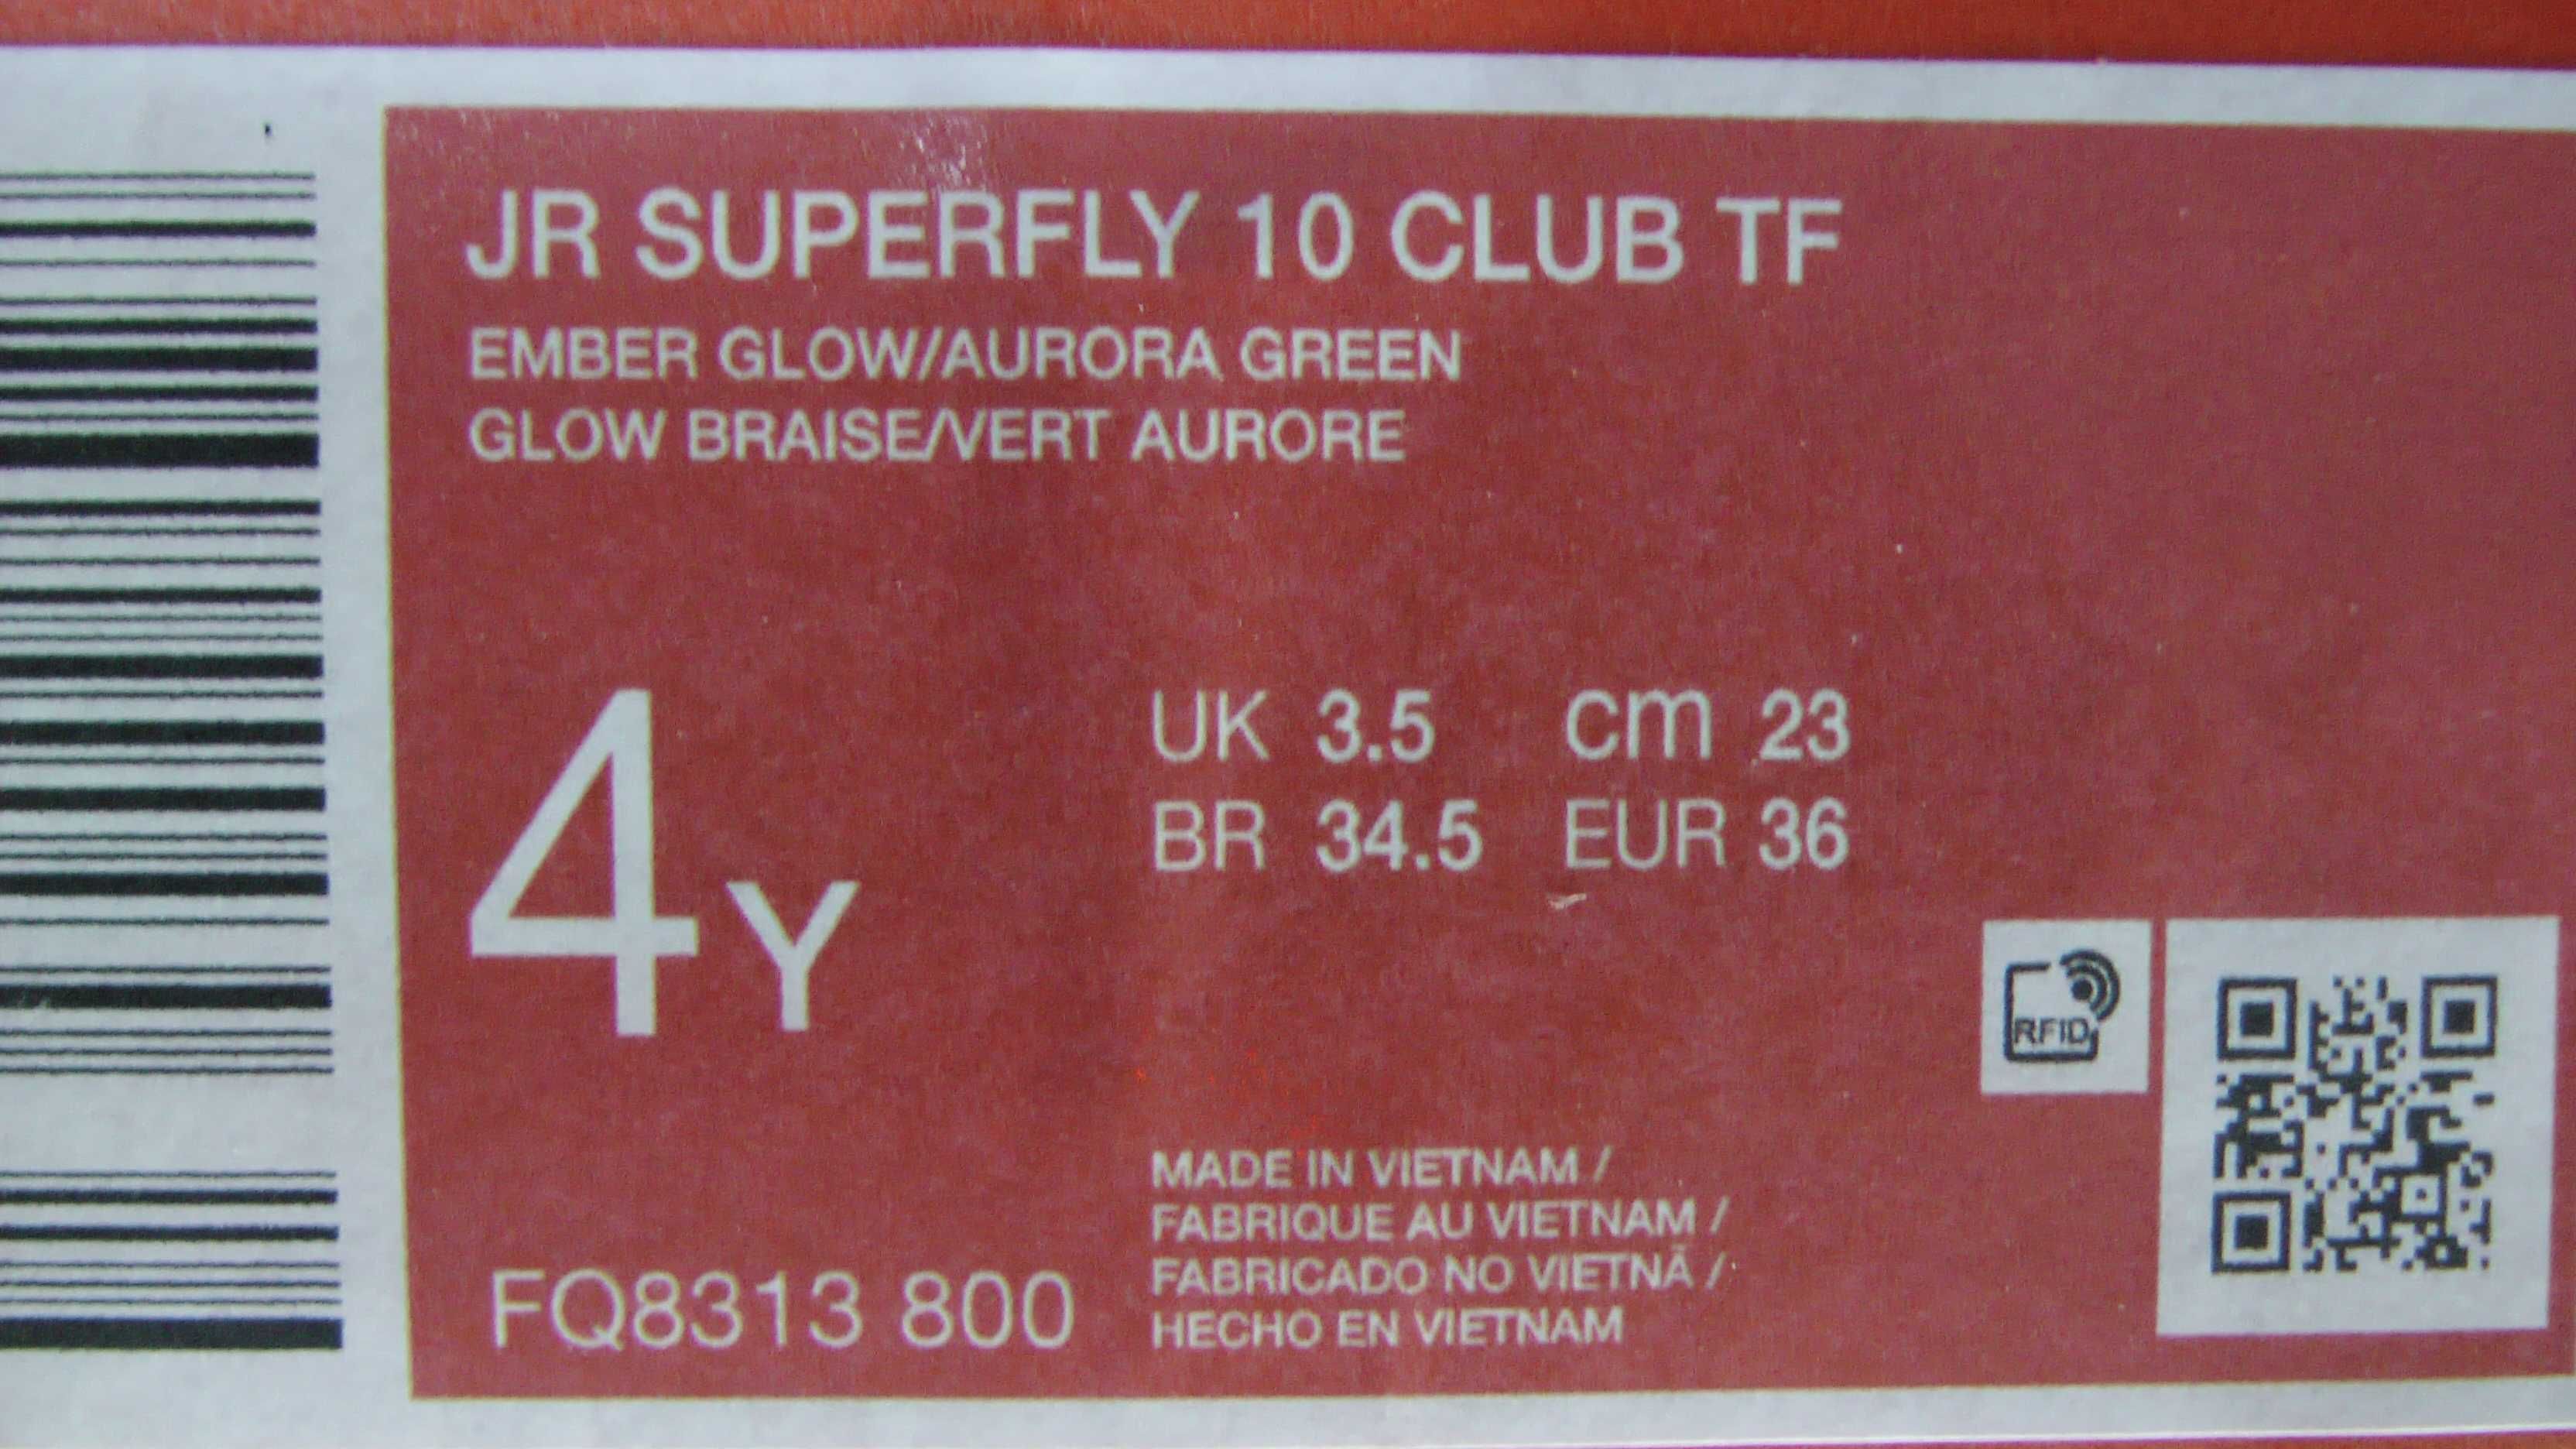 JR SUPERFLY 10 CLUB TF
EMBER GLOW/AURORA GREEN
GLOW BRAISE/VERT AURORE
4Y
UK 3.5 cm 23
BR 34.5 EUR 36
RFID
MADE IN VIETNAM /
FABRIQUE AU VIETNAM /
FABRICADO NO VIETNÃ /
HECHO EN VIETNAM
FQ8313 800